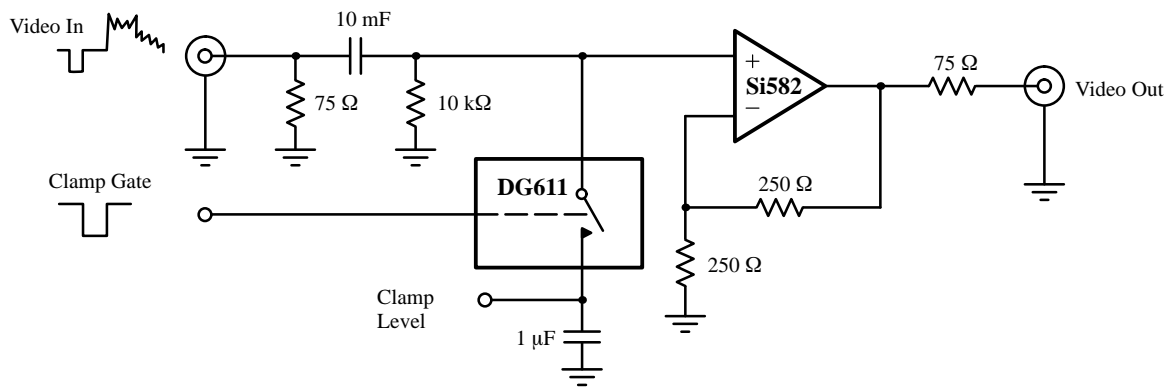 Video In
10 mF
75 Ω
10 kΩ
+
Si582
−
75 Ω
Video Out
Clamp Gate
DG611
250 Ω
250 Ω
Clamp
Level
1 µF